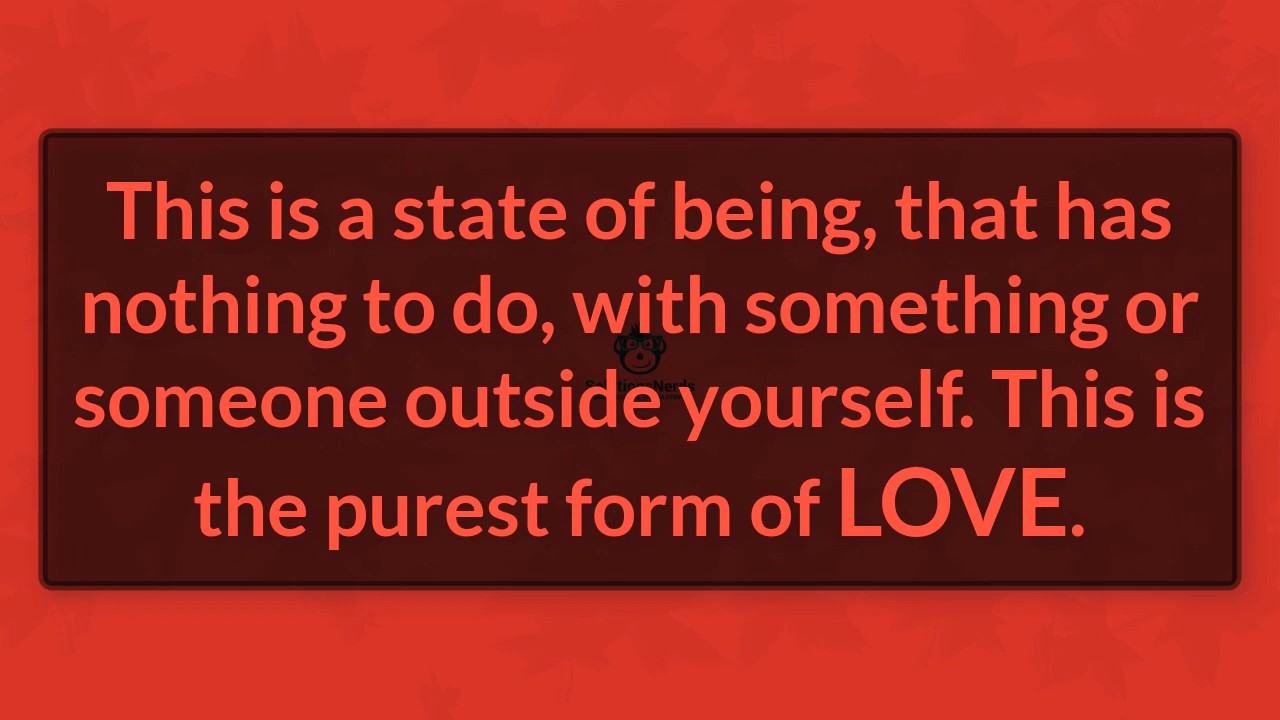 This is a state of being, that has
nothing to do, with something or
someone outside yourself. This is
the purest form of LOVE.
SolutionsNerds